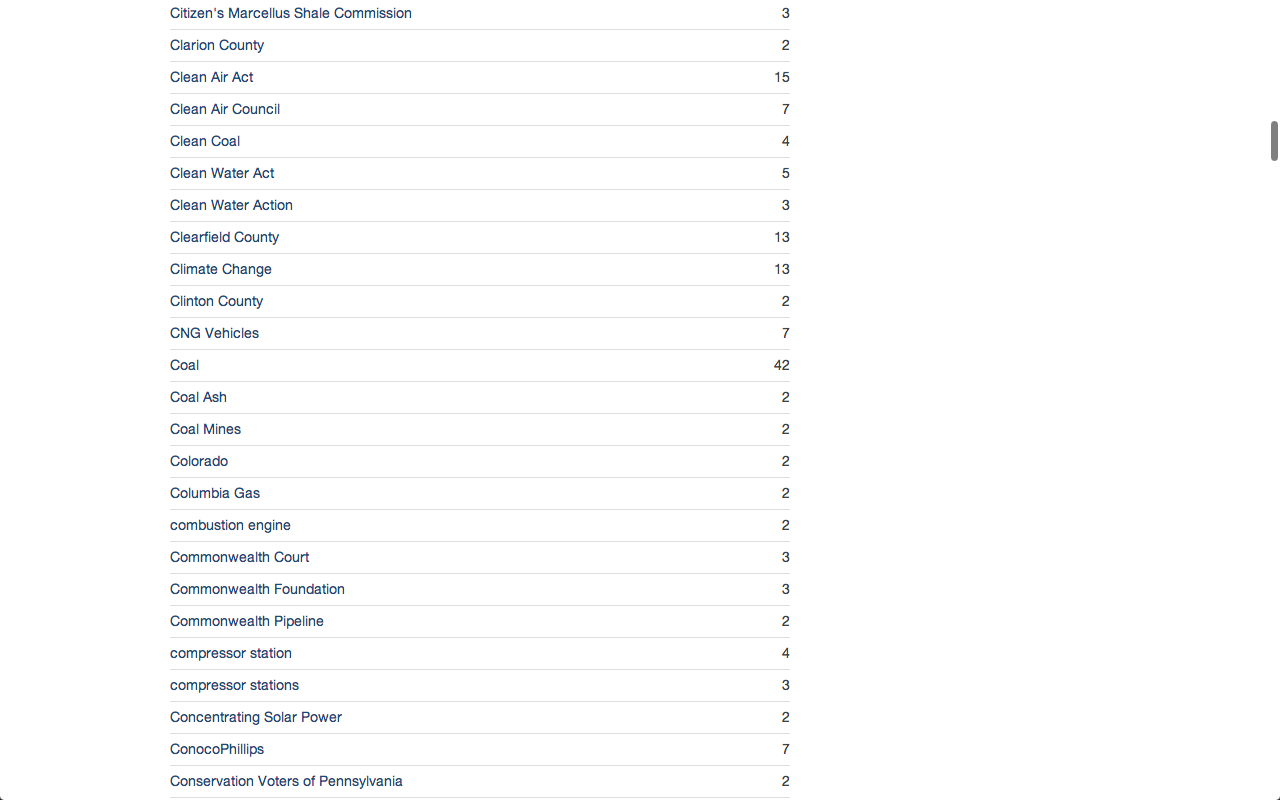 Citizen's Marcellus Shale Commission 3
Clarion County 2
Clean Air Act 15
Clean Air Council 7
Clean Coal 4
Clean Water Act 5
Clean Water Action 3
Clearfield County 13
Climate Change 13
Clinton County 2
CNG Vehicles 7
Coal 42
Coal Ash 2
Coal Mines 2
Colorado 2
Columbia Gas 2
combustion engine 2
Commonwealth Court 3
Commonwealth Foundation 3
Commonwealth Pipeline 2
compressor station 4
compressor stations 3
Concentrating Solar Power 2
ConocoPhillips 7
Conservation Voters of Pennsylvania 2